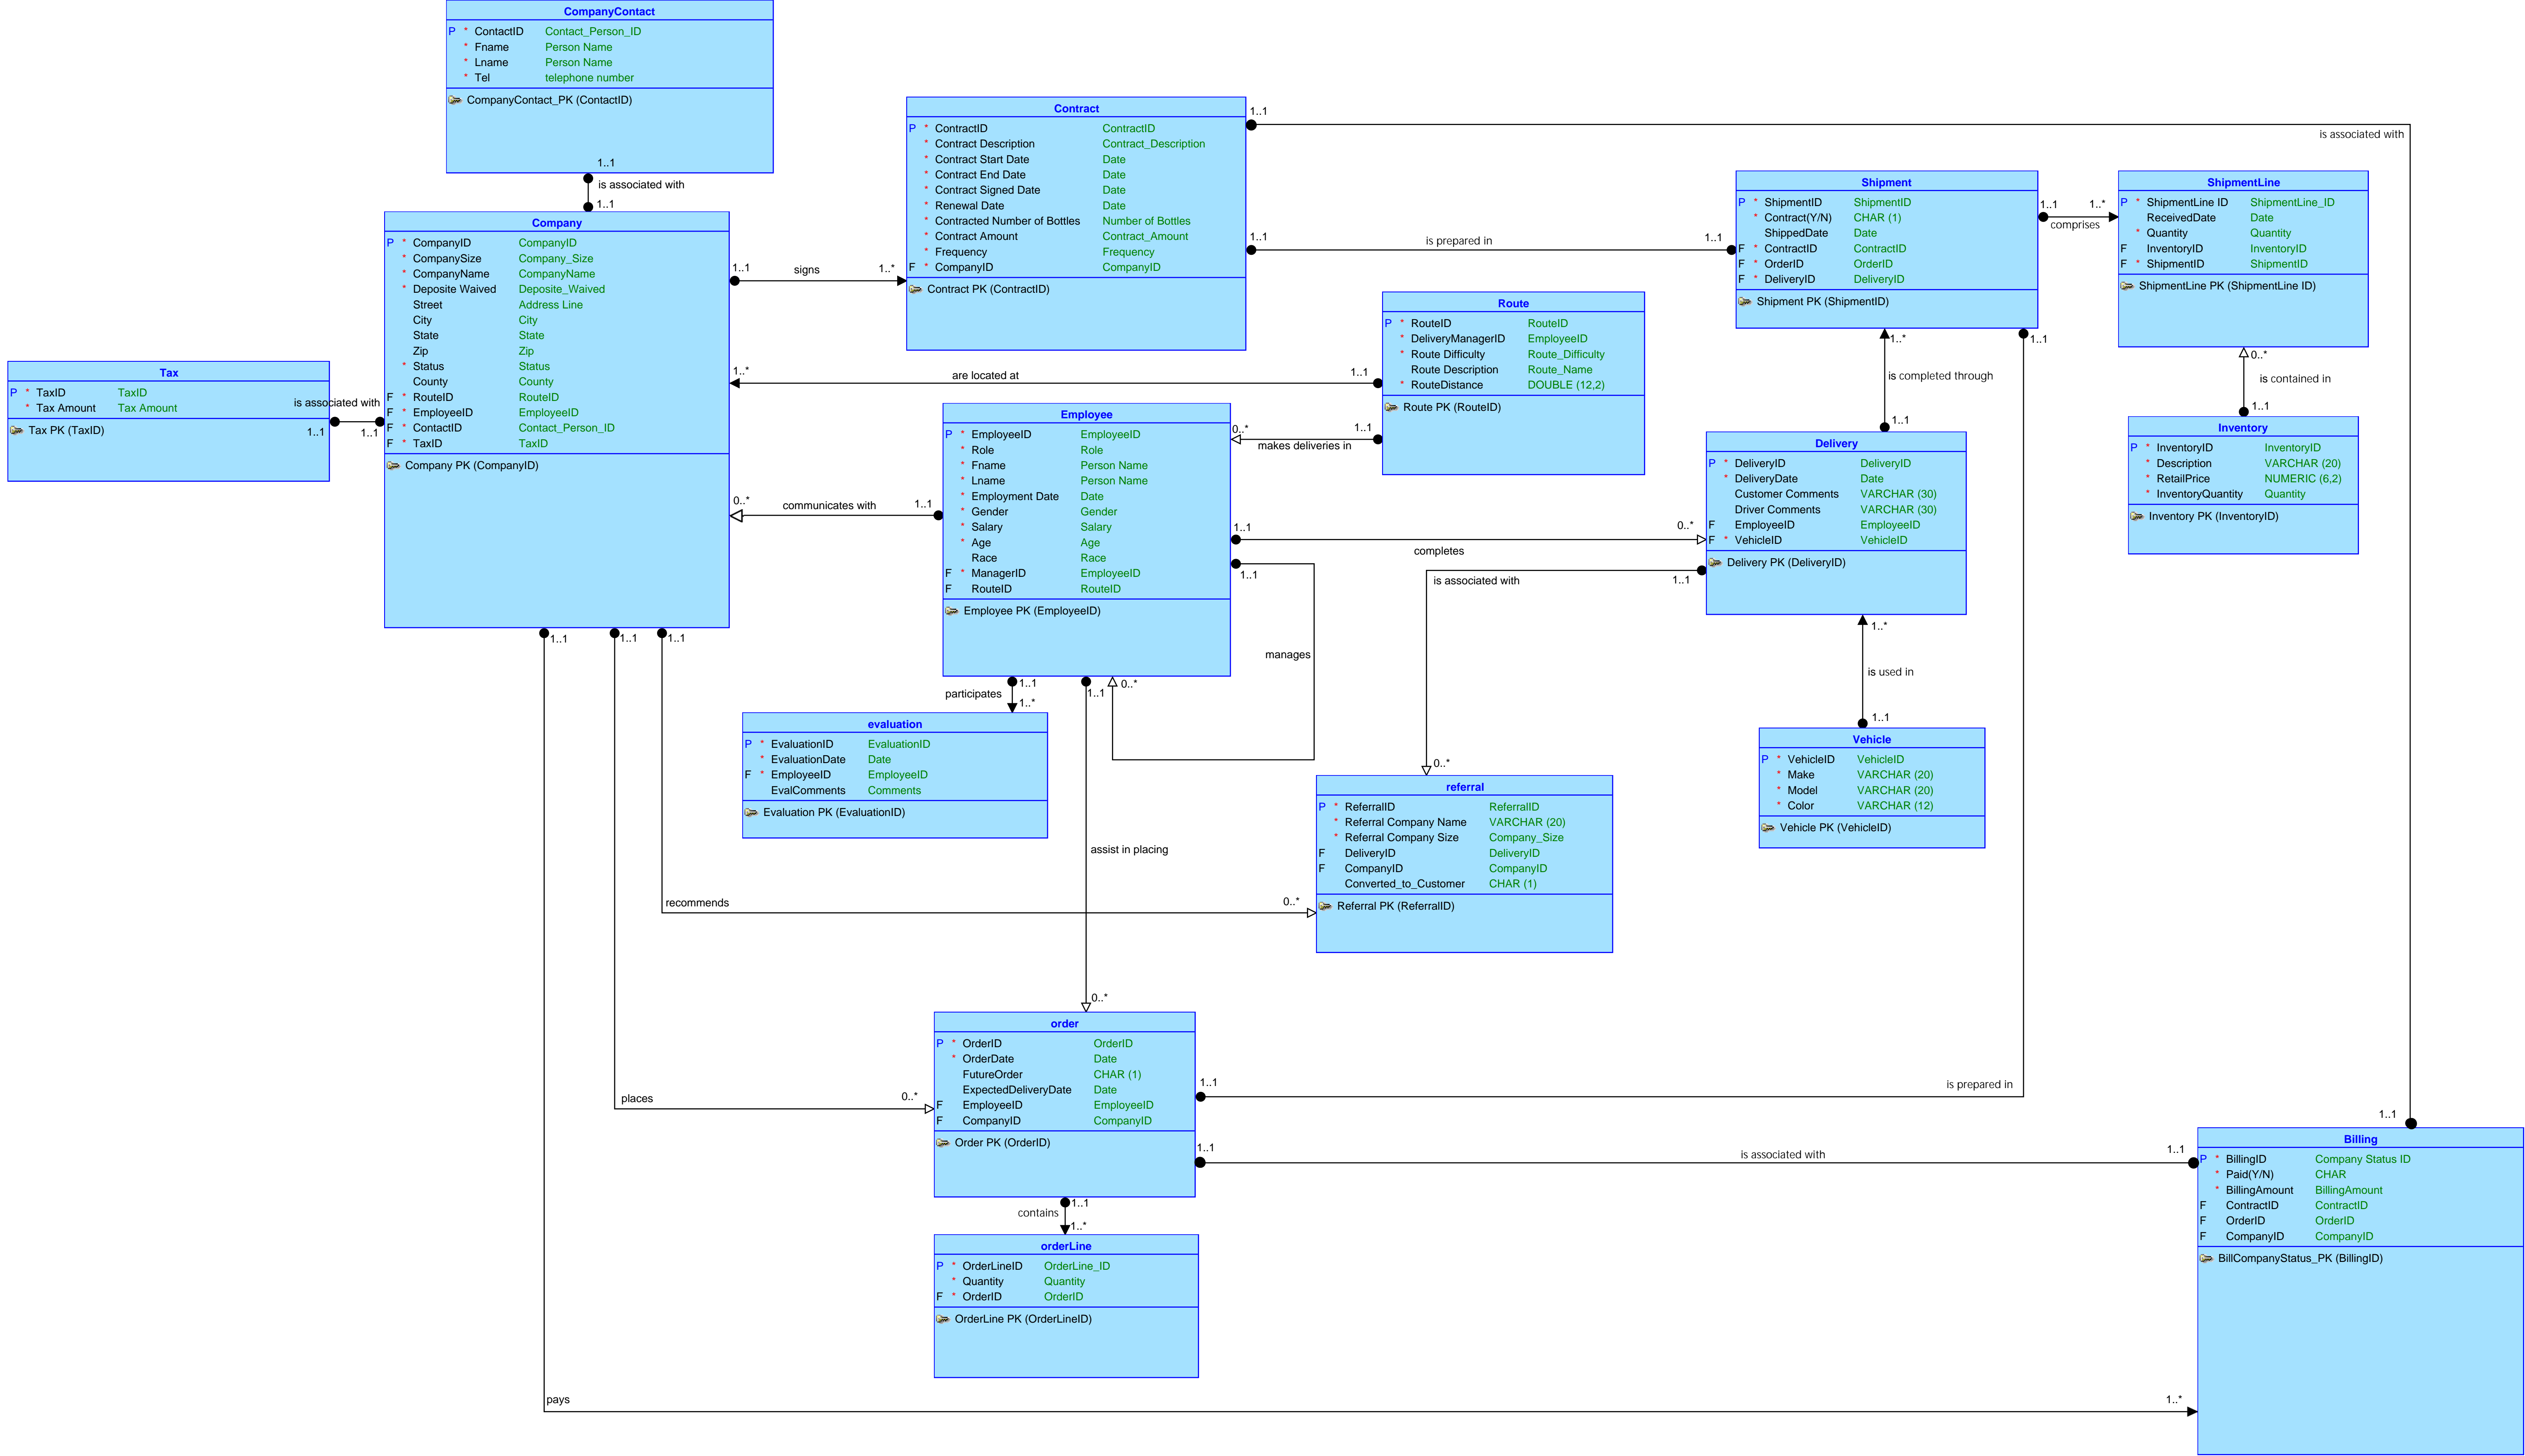 CompanyContact
P * ContactID Contact_Person_ID
* Fname Person Name
* Lname Person Name
* Tel telephone number
CompanyContact_PK (ContactID)
1..1
is associated with
1..1
Company
P * CompanyID CompanyID
* CompanySize Company_Size
* CompanyName CompanyName
* Deposite Waived Deposite_Waived
Street Address Line
City City
State State
Zip Zip
* Status Status
County County
F * RouteID RouteID
F * EmployeeID EmployeeID
F * ContactID Contact_Person_ID
F * TaxID TaxID
Company PK (CompanyID)
Tax
P * TaxID TaxID
* Tax Amount Tax Amount
Tax PK (TaxID)
is associated with
1..1 1..1
Contract
P * ContractID ContractID
* Contract Description Contract_Description
* Contract Start Date Date
* Contract End Date Date
* Contract Signed Date Date
* Renewal Date Date
* Contracted Number of Bottles Number of Bottles
* Contract Amount Contract_Amount
* Frequency Frequency
F * CompanyID CompanyID
Contract PK (ContractID)
1..1 signs 1..*
1..1
is associated with
1..1 is prepared in 1..1
Shipment
P * ShipmentID ShipmentID
* Contract(Y/N) CHAR (1)
ShippedDate Date
F * ContractID ContractID
F * OrderID OrderID
F * DeliveryID DeliveryID
Shipment PK (ShipmentID)
1..1 1..*
comprises
ShipmentLine
P * ShipmentLine ID ShipmentLine_ID
ReceivedDate Date
* Quantity Quantity
F InventoryID InventoryID
F * ShipmentID ShipmentID
ShipmentLine PK (ShipmentLine ID)
0..*
is contained in
1..1
Inventory
P * InventoryID InventoryID
* Description VARCHAR (20)
* RetailPrice NUMERIC (6,2)
* InventoryQuantity Quantity
Inventory PK (InventoryID)
Route
P * RouteID RouteID
* DeliveryManagerID EmployeeID
* Route Difficulty Route_Difficulty
Route Description Route_Name
* RouteDistance DOUBLE (12,2)
Route PK (RouteID)
1..* are located at 1..1
0..* 1..1
makes deliveries in
1..*
1..1
is completed through
1..1
Employee
P * EmployeeID EmployeeID
* Role Role
* Fname Person Name
* Lname Person Name
* Employment Date Date
* Gender Gender
* Salary Salary
* Age Age
Race Race
F * ManagerID EmployeeID
F RouteID RouteID
Employee PK (EmployeeID)
0..* communicates with 1..1
Delivery
P * DeliveryID DeliveryID
* DeliveryDate Date
Customer Comments VARCHAR (30)
Driver Comments VARCHAR (30)
F EmployeeID EmployeeID
F * VehicleID VehicleID
Delivery PK (DeliveryID)
1..1 0..*
completes
is associated with 1..1
1..1
manages
0..*
1..*
is used in
1..1
Vehicle
P * VehicleID VehicleID
* Make VARCHAR (20)
* Model VARCHAR (20)
* Color VARCHAR (12)
Vehicle PK (VehicleID)
1..1 1..1 1..1
participates 1..1
1..*
1..1
evaluation
P * EvaluationID EvaluationID
* EvaluationDate Date
F * EmployeeID EmployeeID
EvalComments Comments
Evaluation PK (EvaluationID)
0..*
referral
P * ReferralID ReferralID
* Referral Company Name VARCHAR (20)
* Referral Company Size Company_Size
F DeliveryID DeliveryID
F CompanyID CompanyID
Converted_to_Customer CHAR (1)
Referral PK (ReferralID)
assist in placing
recommends 0..*
0..*
order
P * OrderID OrderID
* OrderDate Date
FutureOrder CHAR (1)
ExpectedDeliveryDate Date
F EmployeeID EmployeeID
F CompanyID CompanyID
Order PK (OrderID)
places 0..*
1..1 is prepared in
1..1 is associated with 1..1
1..1
contains
1..*
orderLine
P * OrderLineID OrderLine_ID
* Quantity Quantity
F * OrderID OrderID
OrderLine PK (OrderLineID)
1..1
Billing
P * BillingID Company Status ID
* Paid(Y/N) CHAR
* BillingAmount BillingAmount
F ContractID ContractID
F OrderID OrderID
F CompanyID CompanyID
BillCompanyStatus_PK (BillingID)
pays 1..*